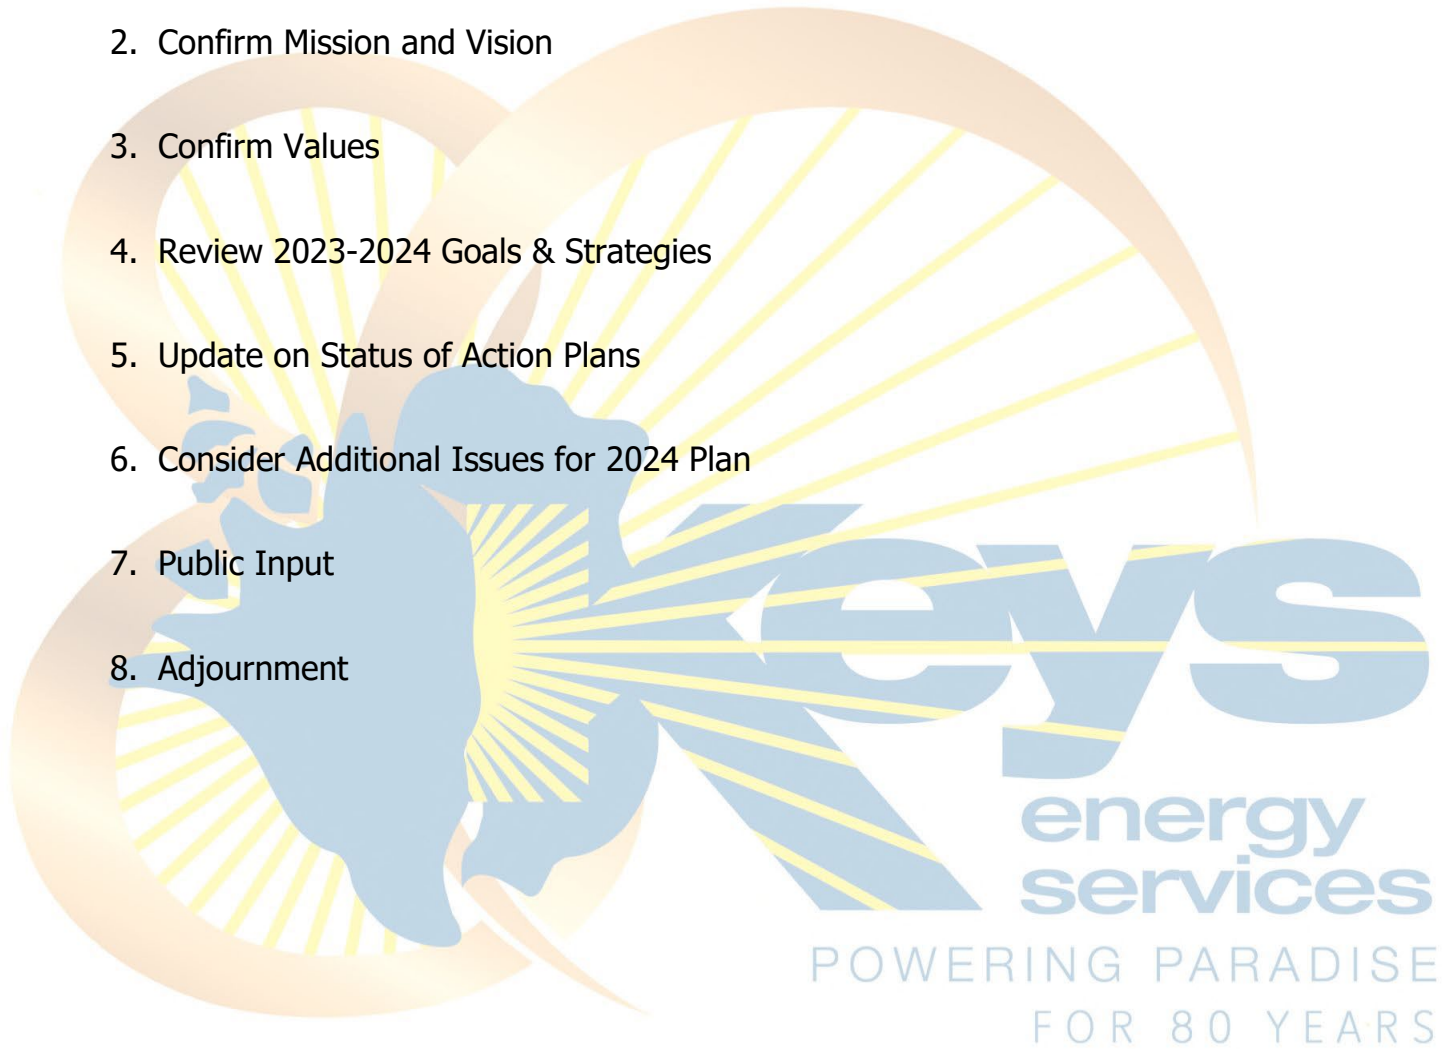 2. Confirm Mission and Vision
3. Confirm Values
4. Review 2023-2024 Goals & Strategies
5. Update on Status of Action Plans
6. Consider Additional Issues for 2024 Plan
7. Public Input
8. Adjournment
Keys
energy
services
POWERING PARADISE
FOR 80 YEARS